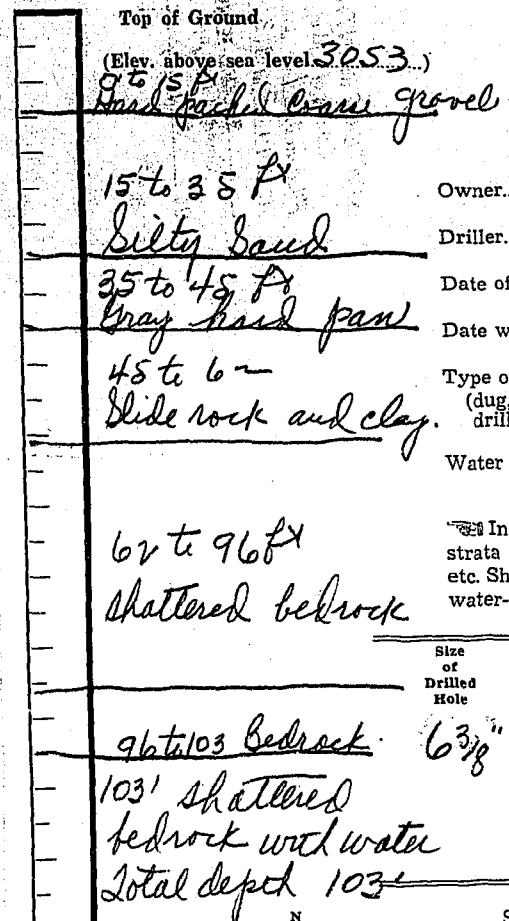 Top of Ground
(Elev. above sea level 3053...)
0 to 15 ft
Hard packed coarse gravel
15 to 35 ft
Silty Sand
35 to 45 ft
Gray hard pan
45 to 62
Slide rock and clay.
62 to 96 ft
shattered bedrock
96 to 103 Bedrock.
103' shattered
bedrock with water
Total depth 103'
Owner..
Driller.
Date of
Date w
Type o
(dug,
drill
Water
In
strata
etc. Sh
water-
Size
of
Drilled
Hole
6 3/8"
N